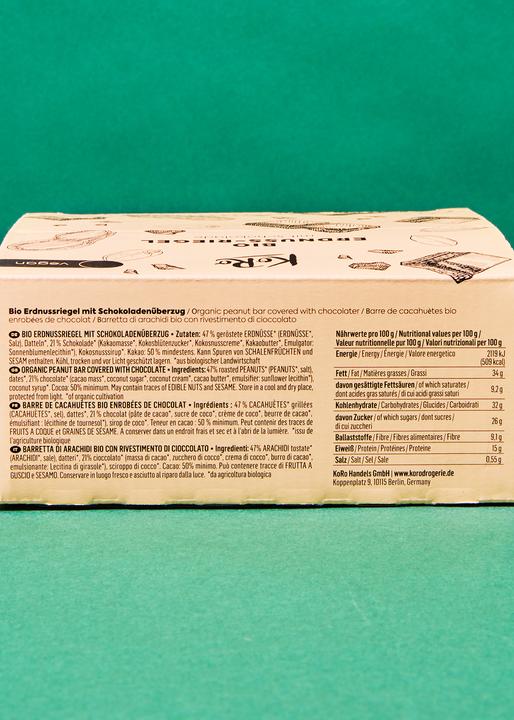 BIO
ERDNUSS-RIEGEL
KoRo
vegan
Bio Erdnussriegel mit Schokoladenüberzug / Organic peanut bar covered with chocolater / Barre de cacahuètes bio
enrobées de chocolat / Barretta di arachidi bio con rivestimento di cioccolato
BIO ERDNUSSRIEGEL MIT SCHOKOLADENÜBERZUG • Zutaten: 47 % geröstete ERDNÜSSE* (ERDNÜSSE*,
Salz), Datteln*, 21 % Schokolade* (Kakaomasse*, Kokosblütenzucker*, Kokosnusscreme*, Kakaobutter*, Emulgator:
Sonnenblumenlecithin*), Kokosnusssirup*. Kakao: 50 % mindestens. Kann Spuren von SCHALENFRÜCHTEN und
SESAM enthalten. Kühl, trocken und vor Licht geschützt lagern. *aus biologischer Landwirtschaft
ORGANIC PEANUT BAR COVERED WITH CHOCOLATE • Ingredients: 47% roasted PEANUTS* (PEANUTS*, salt),
dates*, 21% chocolate* (cacao mass*, coconut sugar*, coconut cream*, cacao butter*, emulsifier: sunflower lecithin*),
coconut syrup*. Cocoa: 50% minimum. May contain traces of EDIBLE NUTS and SESAME. Store in a cool and dry place,
protected from light. *of organic cultivation
BARRE DE CACAHUÈTES BIO ENROBÉES DE CHOCOLAT • Ingrédients : 47 % CACAHUÈTES* grillées
(CACAHUÈTES*, sel), dattes*, 21 % chocolat* (pâte de cacao*, sucre de coco*, crème de coco*, beurre de cacao*,
émulsifiant : lécithine de tournesol*), sirop de coco*. Teneur en cacao : 50 % minimum. Peut contenir des traces de
FRUITS À COQUE et GRAINES DE SÉSAME. A conserver dans un endroit frais et sec et à l'abri de la lumière. *issu de
l'agriculture biologique
BARRETTA DI ARACHIDI BIO CON RIVESTIMENTO DI CIOCCOLATO • Ingredienti: 47% ARACHIDI tostate*
(ARACHIDI*, sale), datteri*, 21% cioccolato* (massa di cacao*, zucchero di cocco*, crema di cocco*, burro di cacao*,
emulsionante: Lecitina di girasole*), sciroppo di cocco*. Cacao: 50% minimo. Può contenere tracce di FRUTTA A
GUSCIO e SESAMO. Conservare in luogo fresco e asciutto al riparo dalla luce. *da agricoltura biologica
Nährwerte pro 100 g / Nutritional values per 100 g /
Valeur nutritionnelle pur 100 g / Valori nutrizionali per 100 g
Energie / Energy / Énergie / Valore energetico 2119 kJ
(509 kcal)
Fett / Fat / Matières grasses / Grassi 34 g
davon gesättigte Fettsäuren / of which saturates /
dont acides gras saturés / di cui acidi grassi saturi 9,2 g
Kohlenhydrate / Carbohydrates / Glucides / Carboidrati 32 g
davon Zucker / of which sugars / dont sucres /
di cui zuccheri 26 g
Ballaststoffe / Fibre / Fibres alimentaires / Fibre 9,1 g
Eiweiß / Protein / Protéines / Proteine 15 g
Salz / Salt / Sel / Sale 0,55 g
KoRo Handels GmbH | www.korodrogerie.de
Koppenplatz 9, 10115 Berlin, Germany